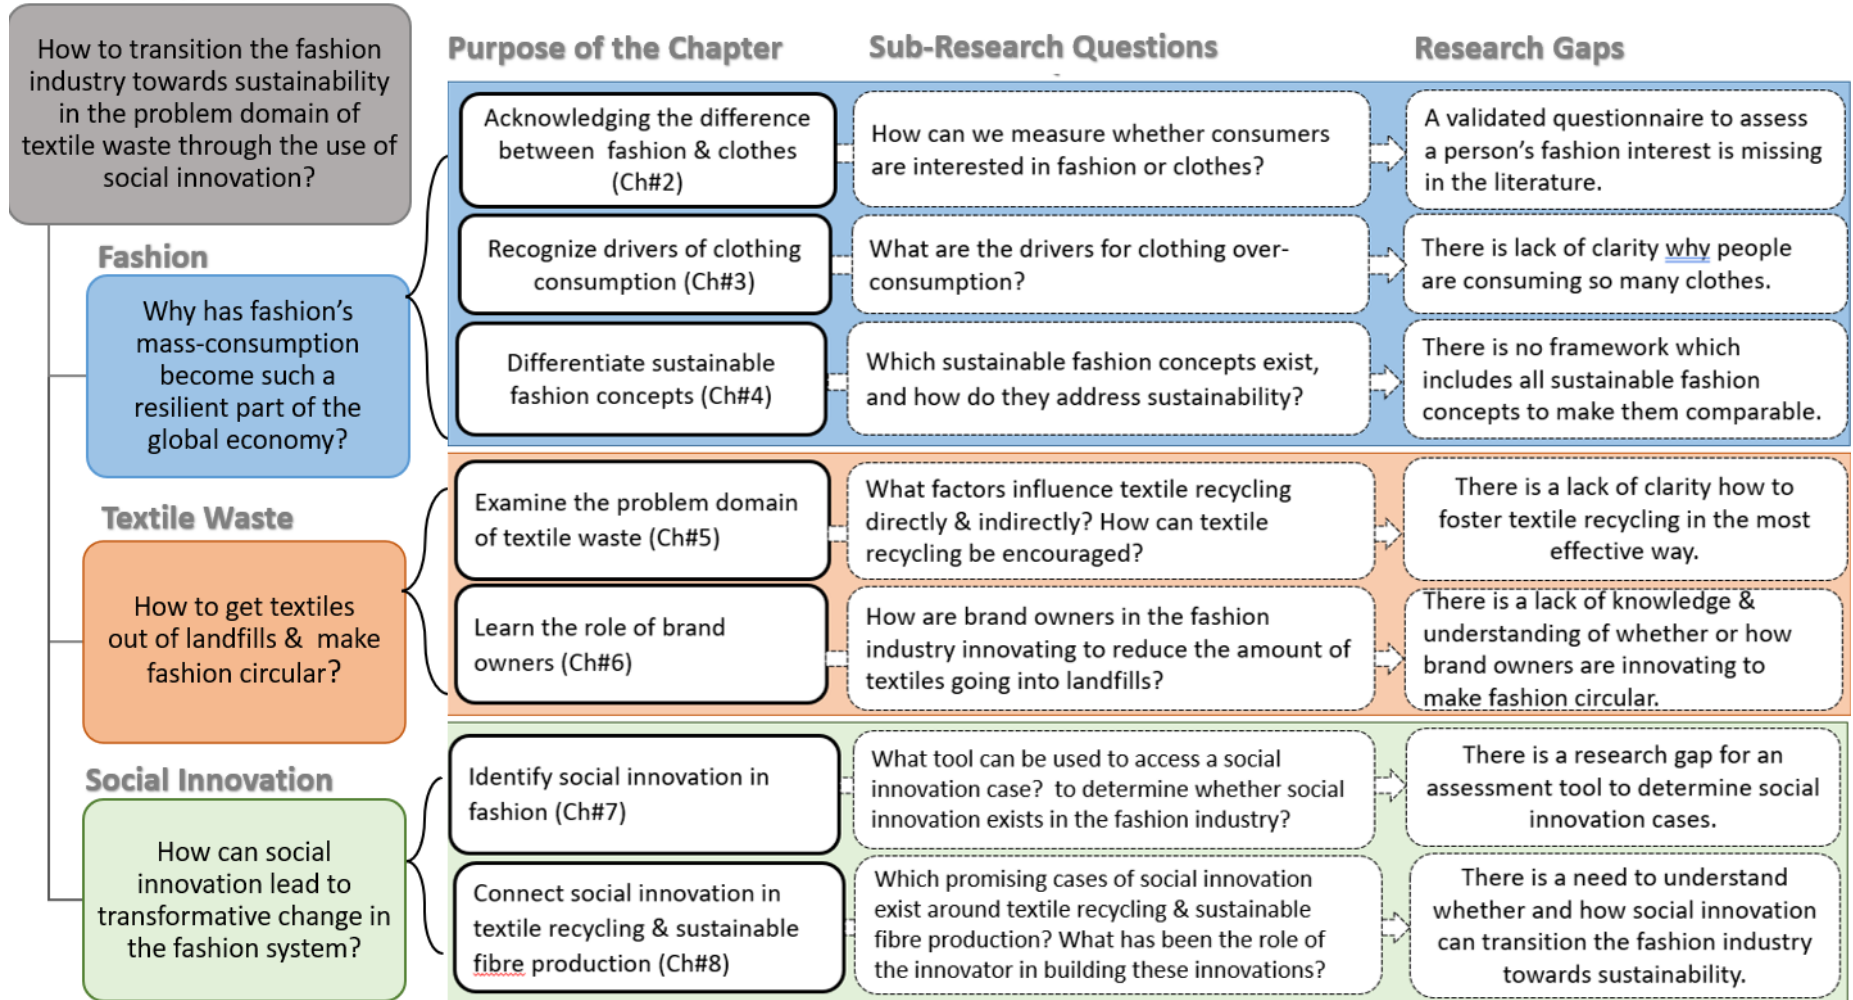 How to transition the fashion
industry towards sustainability
in the problem domain of
textile waste through the use of
social innovation?
Purpose of the Chapter
Sub-Research Questions
Research Gaps
Fashion
Why has fashion's
mass-consumption
become such a
resilient part of the
global economy?
Acknowledging the difference
between fashion & clothes
(Ch#2)
How can we measure whether consumers
are interested in fashion or clothes?
A validated questionnaire to assess
a person's fashion interest is missing
in the literature.
Recognize drivers of clothing
consumption (Ch#3)
What are the drivers for clothing over-
consumption?
There is lack of clarity why people
are consuming so many clothes.
Differentiate sustainable
fashion concepts (Ch#4)
Which sustainable fashion concepts exist,
and how do they address sustainability?
There is no framework which
includes all sustainable fashion
concepts to make them comparable.
Textile Waste
How to get textiles
out of landfills & make
fashion circular?
Examine the problem domain
of textile waste (Ch#5)
What factors influence textile recycling
directly & indirectly? How can textile
recycling be encouraged?
There is a lack of clarity how to
foster textile recycling in the most
effective way.
Learn the role of brand
owners (Ch#6)
How are brand owners in the fashion
industry innovating to reduce the amount of
textiles going into landfills?
There is a lack of knowledge &
understanding of whether or how
brand owners are innovating to
make fashion circular.
Social Innovation
How can social
innovation lead to
transformative change in
the fashion system?
Identify social innovation in
fashion (Ch#7)
What tool can be used to access a social
innovation case? to determine whether social
innovation exists in the fashion industry?
There is a research gap for an
assessment tool to determine social
innovation cases.
Connect social innovation in
textile recycling & sustainable
fibre production (Ch#8)
Which promising cases of social innovation
exist around textile recycling & sustainable
fibre production? What has been the role of
the innovator in building these innovations?
There is a need to understand
whether and how social innovation
can transition the fashion industry
towards sustainability.